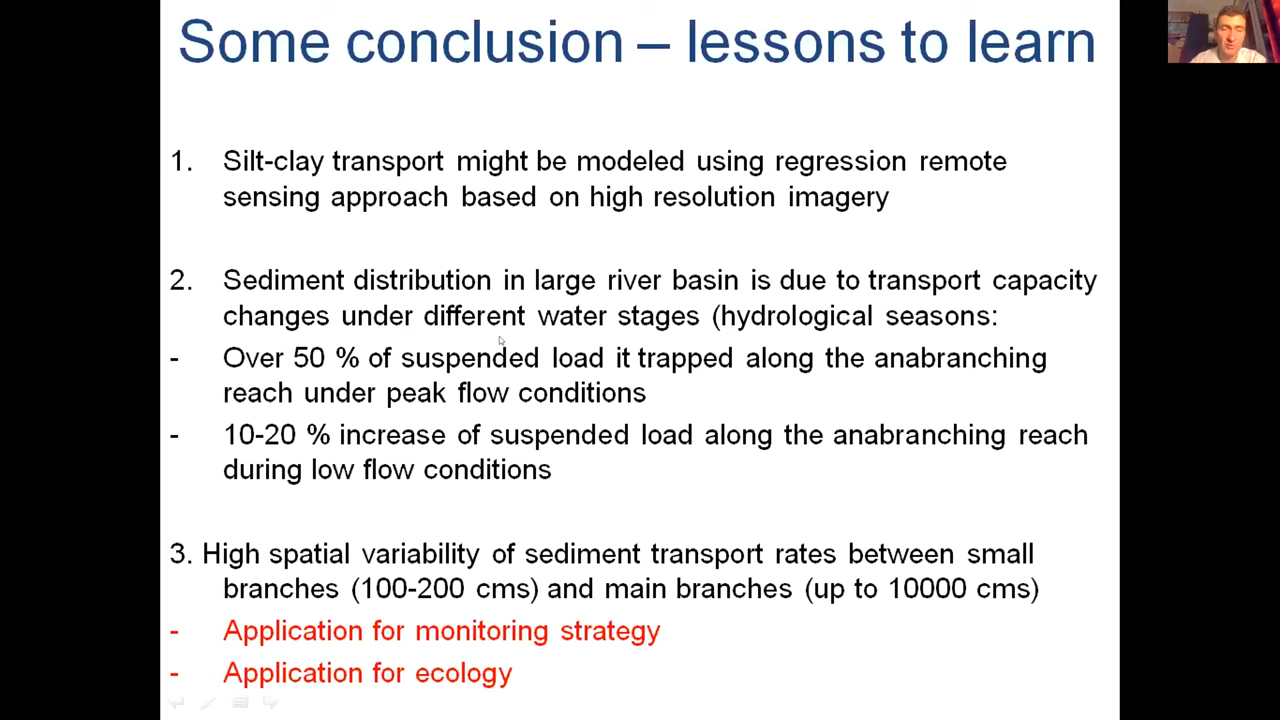 Some conclusion – lessons to learn
1. Silt-clay transport might be modeled using regression remote
sensing approach based on high resolution imagery
2. Sediment distribution in large river basin is due to transport capacity
changes under different water stages (hydrological seasons:
- Over 50 % of suspended load it trapped along the anabranching
reach under peak flow conditions
- 10-20 % increase of suspended load along the anabranching reach
during low flow conditions
3. High spatial variability of sediment transport rates between small
branches (100-200 cms) and main branches (up to 10000 cms)
- Application for monitoring strategy
- Application for ecology